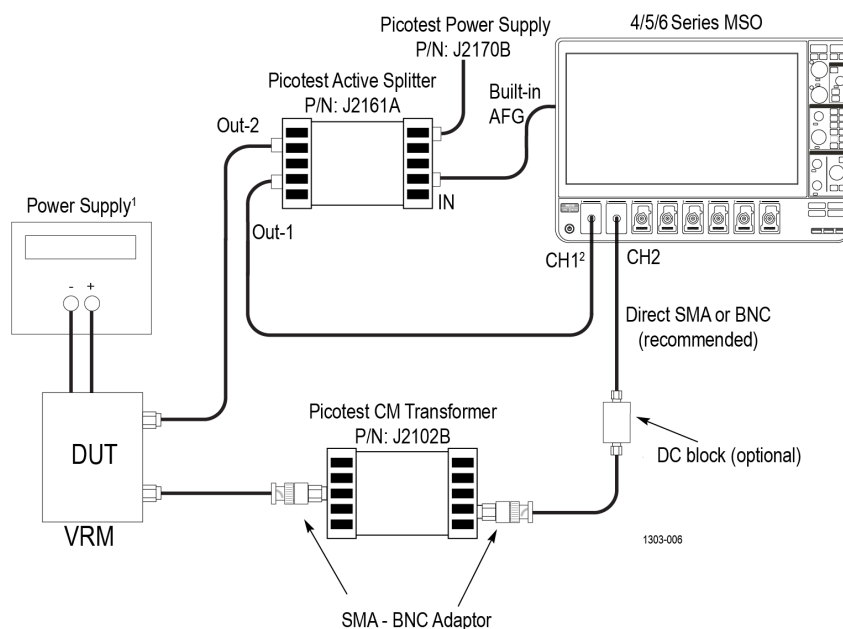 4/5/6 Series MSO
Picotest Power Supply
P/N: J2170B
Picotest Active Splitter
P/N: J2161A
Built-in
AFG
Out-2
IN
Power Supply¹
Out-1
CH1²
CH2
- +
Direct SMA or BNC
(recommended)
Picotest CM Transformer
P/N: J2102B
DUT
DC block (optional)
VRM
1303-006
SMA - BNC Adaptor